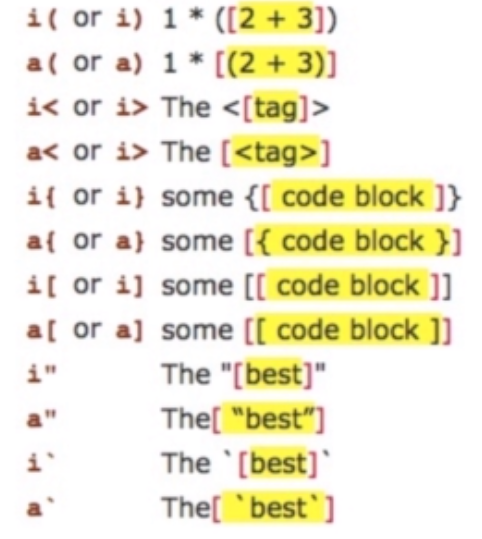 i( or i) 1 * ([2 + 3])
a( or a) 1 * [(2 + 3)]
i< or i> The <[tag]>
a< or i> The [<tag>]
i{ or i} some {[ code block ]}
a{ or a} some [{ code block }]
i[ or i] some [[ code block ]]
a[ or a] some [[ code block ]]
i" The "[best]"
a" The[ “best”]
i` The `[best]`
a` The[ `best`]